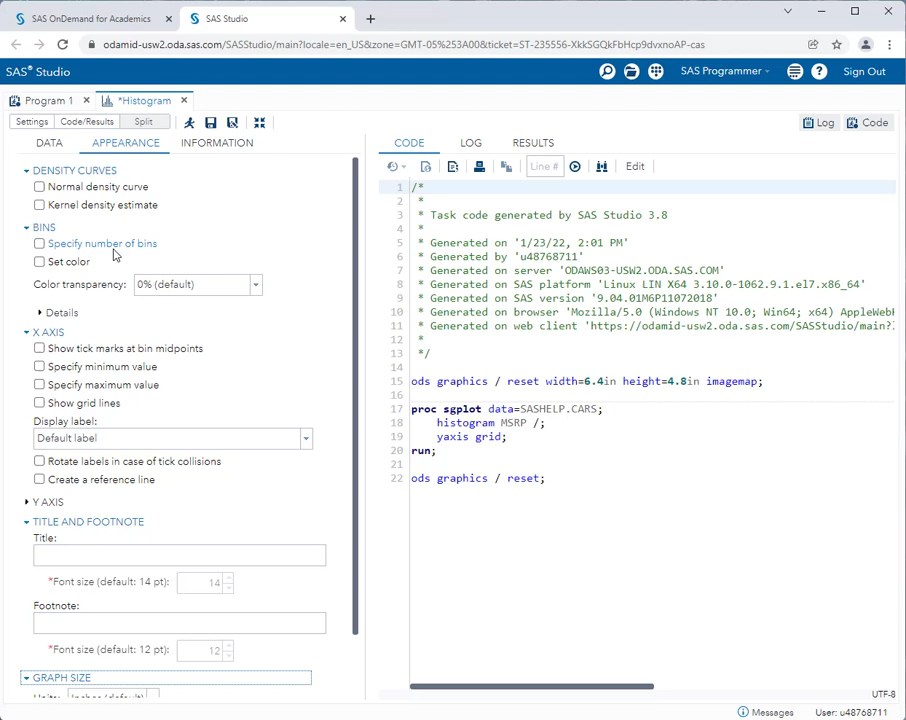 SAS OnDemand for Academics
SAS Studio
odamid-usw2.oda.sas.com/SASStudio/main?locale=en_US&zone=GMT-05%253A00&ticket=ST-235556-XkkSGQkFbHcp9dvxnoAP-cas
SAS® Studio
SAS Programmer
Sign Out
Program 1
*Histogram
Settings
Code/Results
Split
Log
Code
DATA
APPEARANCE
INFORMATION
DENSITY CURVES
Normal density curve
Kernel density estimate
BINS
Specify number of bins
Set color
Color transparency: 0% (default)
Details
X AXIS
Show tick marks at bin midpoints
Specify minimum value
Specify maximum value
Show grid lines
Display label:
Default label
Rotate labels in case of tick collisions
Create a reference line
Y AXIS
TITLE AND FOOTNOTE
Title:
*Font size (default: 14 pt): 14
Footnote:
*Font size (default: 12 pt): 12
GRAPH SIZE
Units: Inches (default)
CODE
LOG
RESULTS
Line #
Edit
1 /*
2 *
3 * Task code generated by SAS Studio 3.8
4 *
5 * Generated on '1/23/22, 2:01 PM'
6 * Generated by 'u48768711'
7 * Generated on server 'ODAWS03-USW2.ODA.SAS.COM'
8 * Generated on SAS platform 'Linux LIN X64 3.10.0-1062.9.1.el7.x86_64'
9 * Generated on SAS version '9.04.01M6P11072018'
10 * Generated on browser 'Mozilla/5.0 (Windows NT 10.0; Win64; x64) AppleWeb
11 * Generated on web client 'https://odamid-usw2.oda.sas.com/SASStudio/main?
12 *
13 */
14
15 ods graphics / reset width=6.4in height=4.8in imagemap;
16
17 proc sgplot data=SASHELP.CARS;
18 histogram MSRP /;
19 yaxis grid;
20 run;
21
22 ods graphics / reset;
UTF-8
Messages
User: u48768711